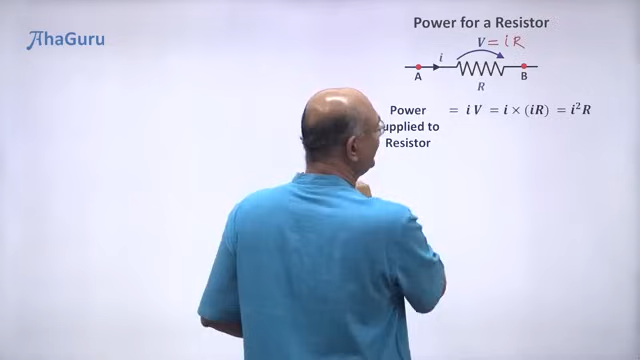 AhaGuru
Power for a Resistor
V = iR
i
A
B
R
Power = i V = i × (iR) = i²R
upplied to
Resistor